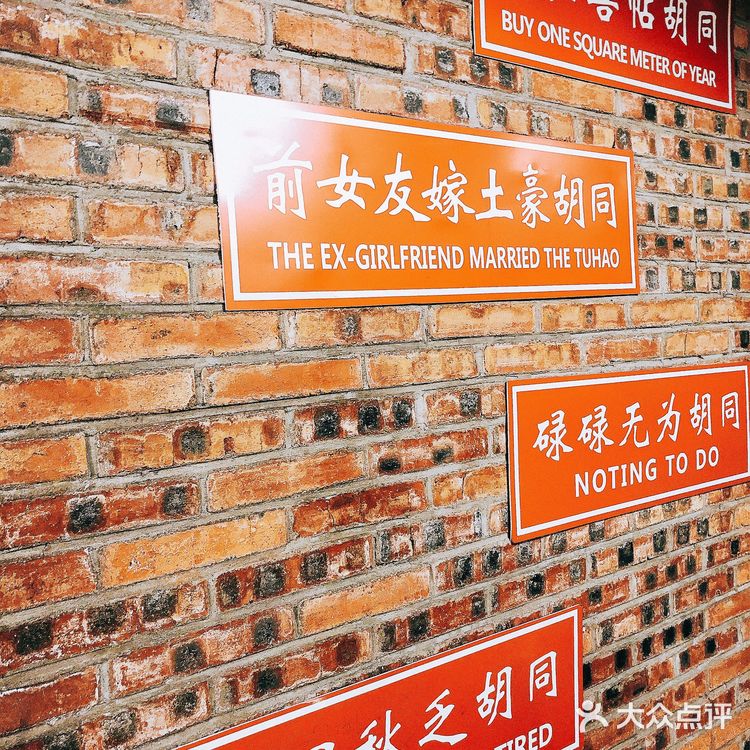 帖胡同
BUY ONE SQUARE METER OF YEAR
前女友嫁土豪胡同
THE EX-GIRLFRIEND MARRIED THE TUHAO
碌碌无为胡同
NOTING TO DO
秋乏胡同
TIRED
大众点评